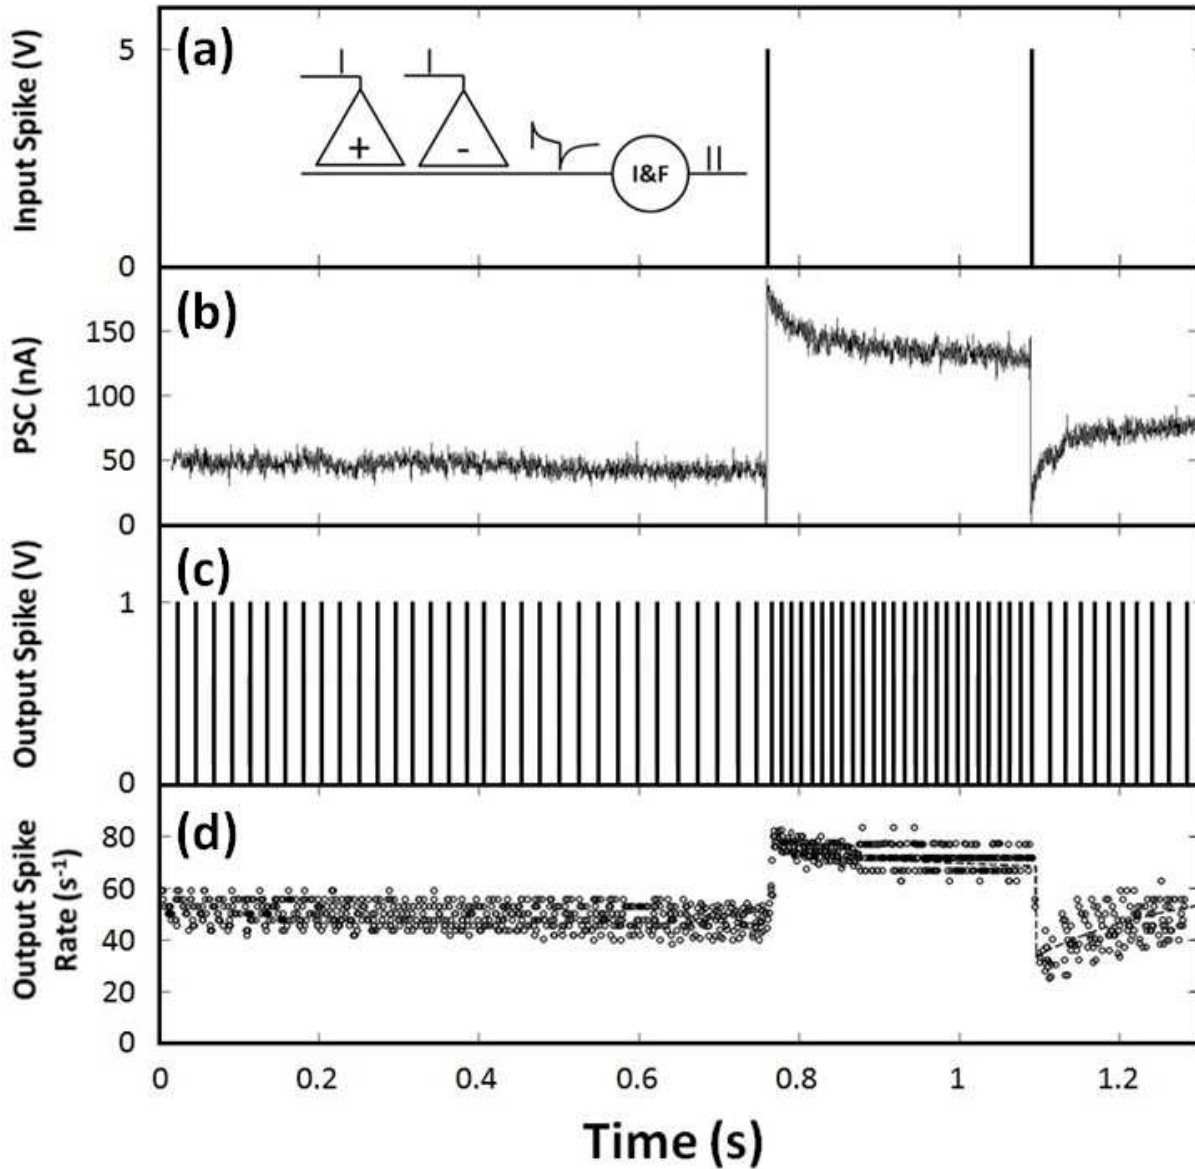 (a)
Input Spike (V)
5
0
+
-
I&F
(b)
PSC (nA)
150
100
50
0
(c)
Output Spike (V)
1
0
(d)
Output Spike
Rate (s⁻¹)
80
60
40
20
0
0 0.2 0.4 0.6 0.8 1 1.2
Time (s)